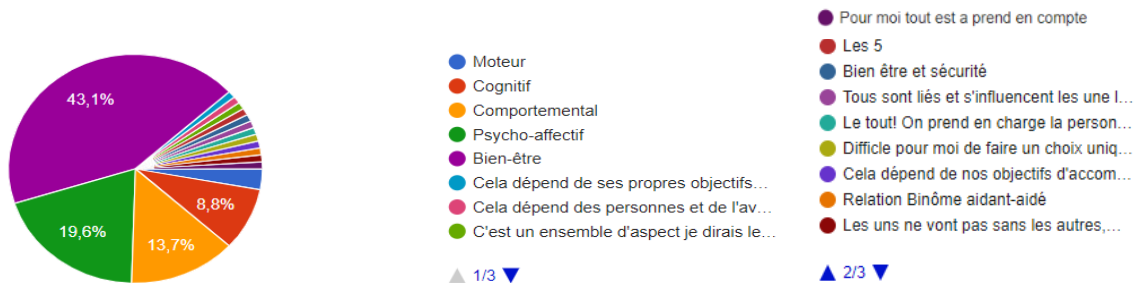 43,1%
19,6%
13,7%
8,8%
Moteur
Cognitif
Comportemental
Psycho-affectif
Bien-être
Cela dépend de ses propres objectifs…
Cela dépend des personnes et de l'av…
C'est un ensemble d'aspect je dirais le…
1/3
Pour moi tout est a prend en compte
Les 5
Bien être et sécurité
Tous sont liés et s'influencent les une l…
Le tout! On prend en charge la person…
Difficle pour moi de faire un choix uniq…
Cela dépend de nos objectifs d'accom…
Relation Binôme aidant-aidé
Les uns ne vont pas sans les autres,…
2/3